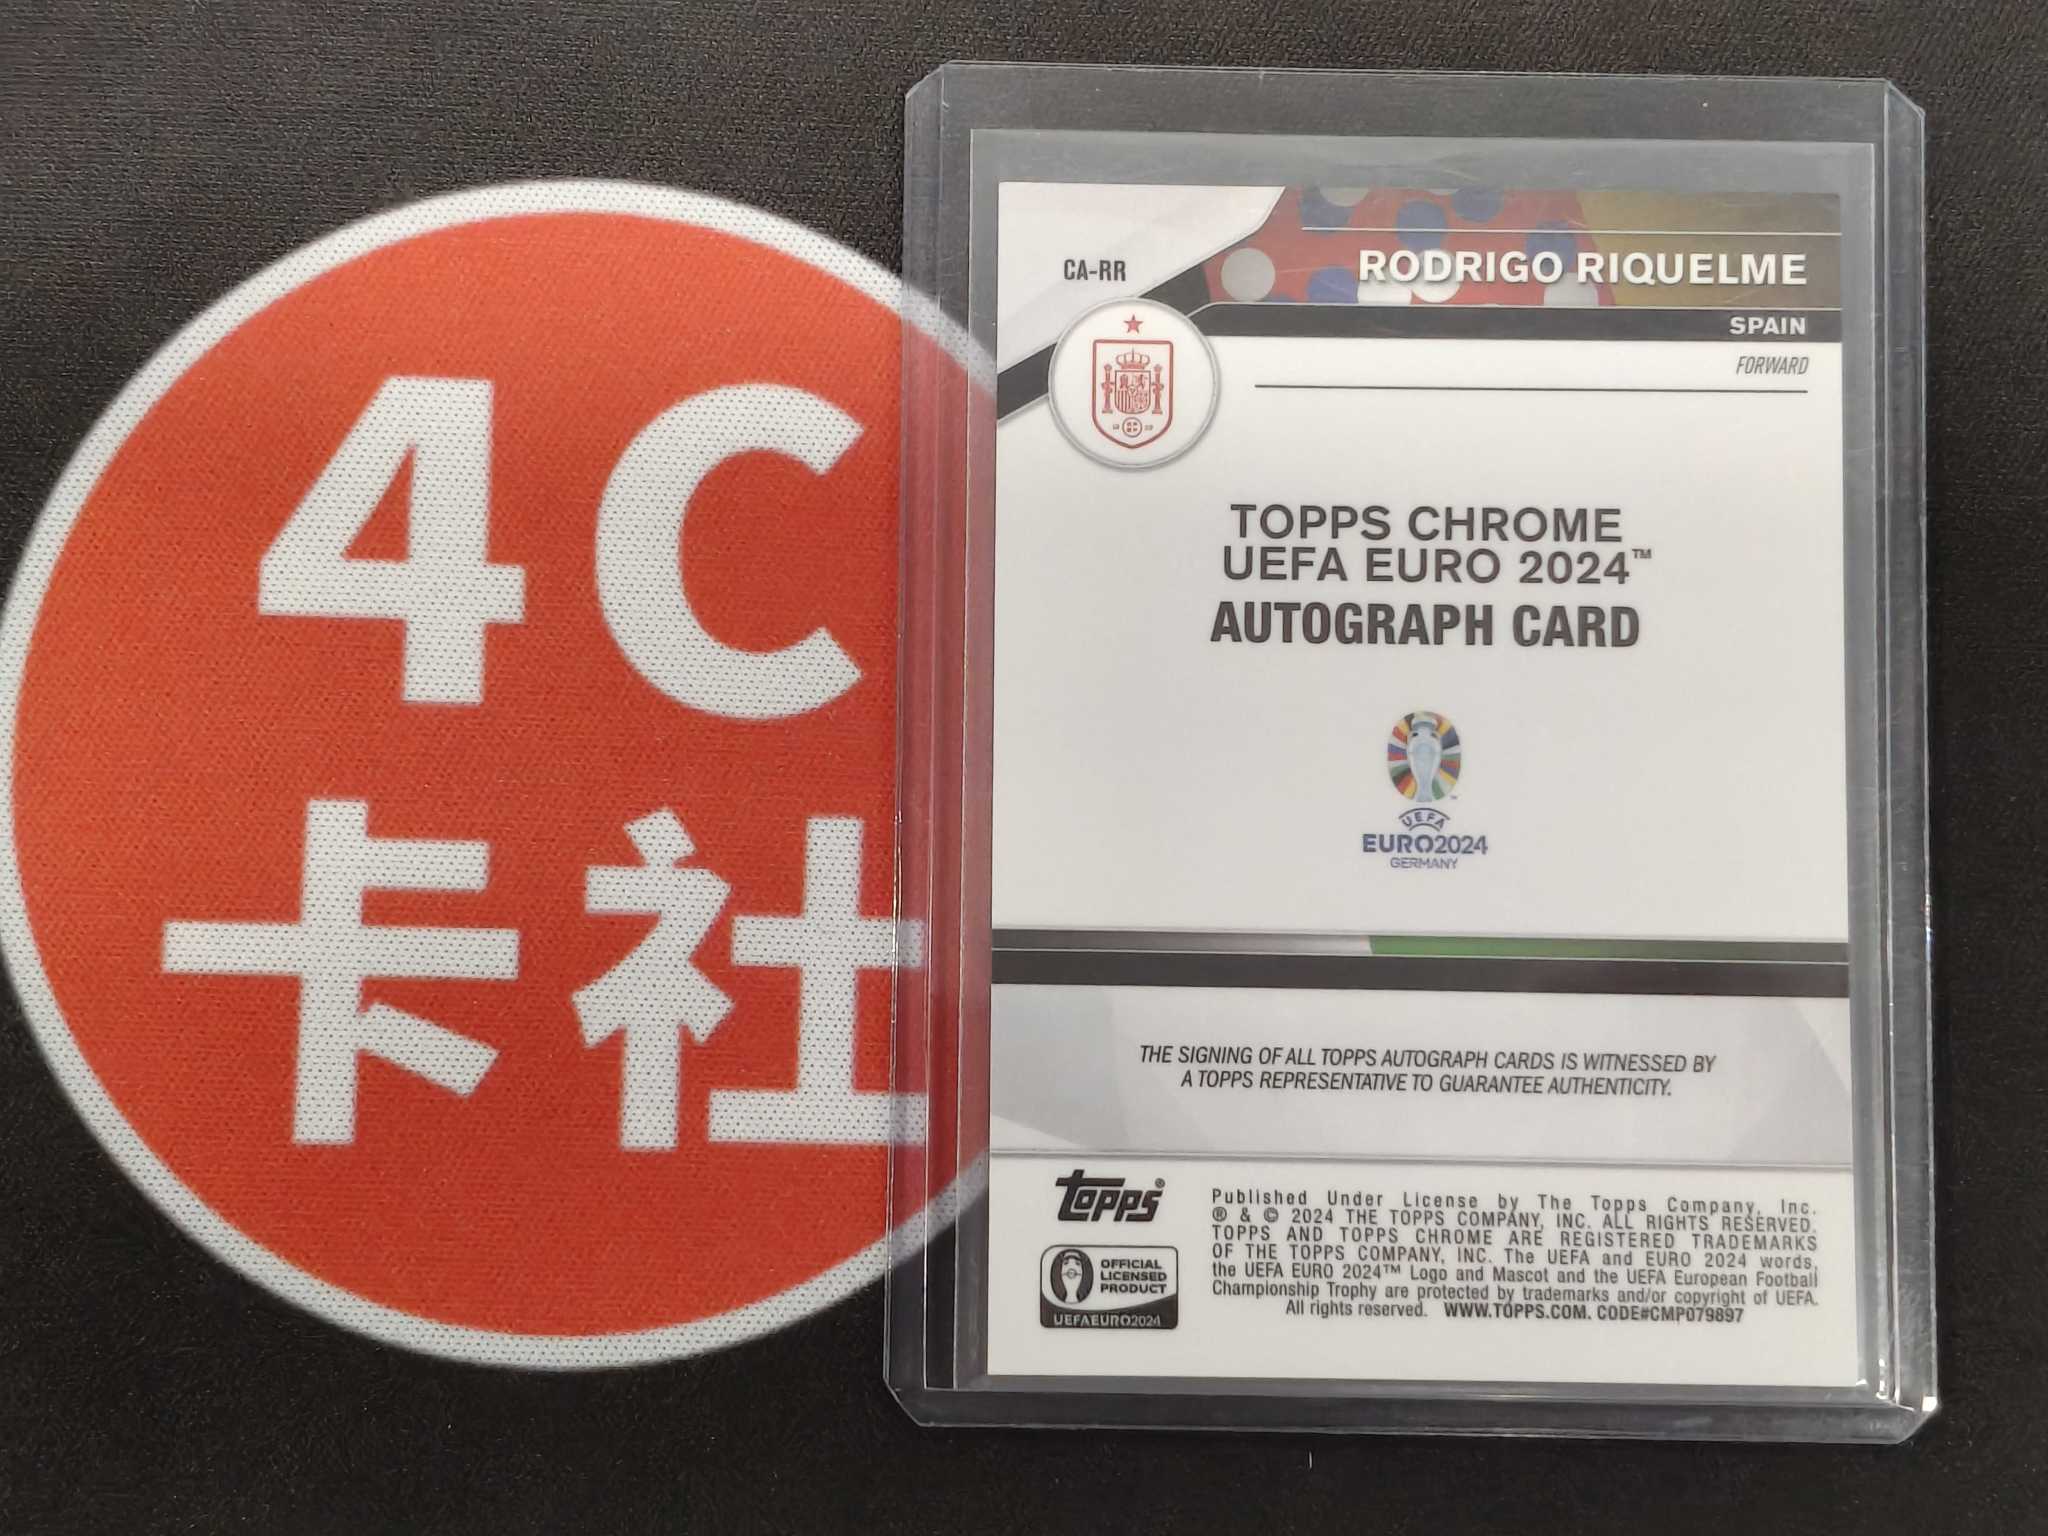 4C
卡社
CA-RR
RODRIGO RIQUELME
SPAIN
FORWARD
TOPPS CHROME
UEFA EURO 2024™
AUTOGRAPH CARD
UEFA
EURO2024
GERMANY
THE SIGNING OF ALL TOPPS AUTOGRAPH CARDS IS WITNESSED BY
A TOPPS REPRESENTATIVE TO GUARANTEE AUTHENTICITY.
Topps®
OFFICIAL
LICENSED
PRODUCT
UEFAEURO2024
Published Under License by The Topps Company, Inc.
® & © 2024 THE TOPPS COMPANY, INC. ALL RIGHTS RESERVED.
TOPPS AND TOPPS CHROME ARE REGISTERED TRADEMARKS
OF THE TOPPS COMPANY, INC. The UEFA and EURO 2024 words,
the UEFA EURO 2024™ Logo and Mascot and the UEFA European Football
Championship Trophy are protected by trademarks and/or copyright of UEFA.
All rights reserved. WWW.TOPPS.COM. CODE#CMP079897